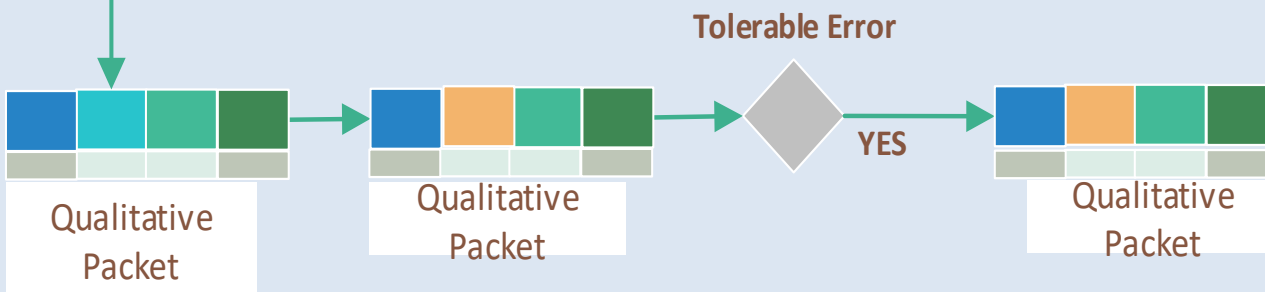 Tolerable Error
YES
Qualitative
Packet
Qualitative
Packet
Qualitative
Packet